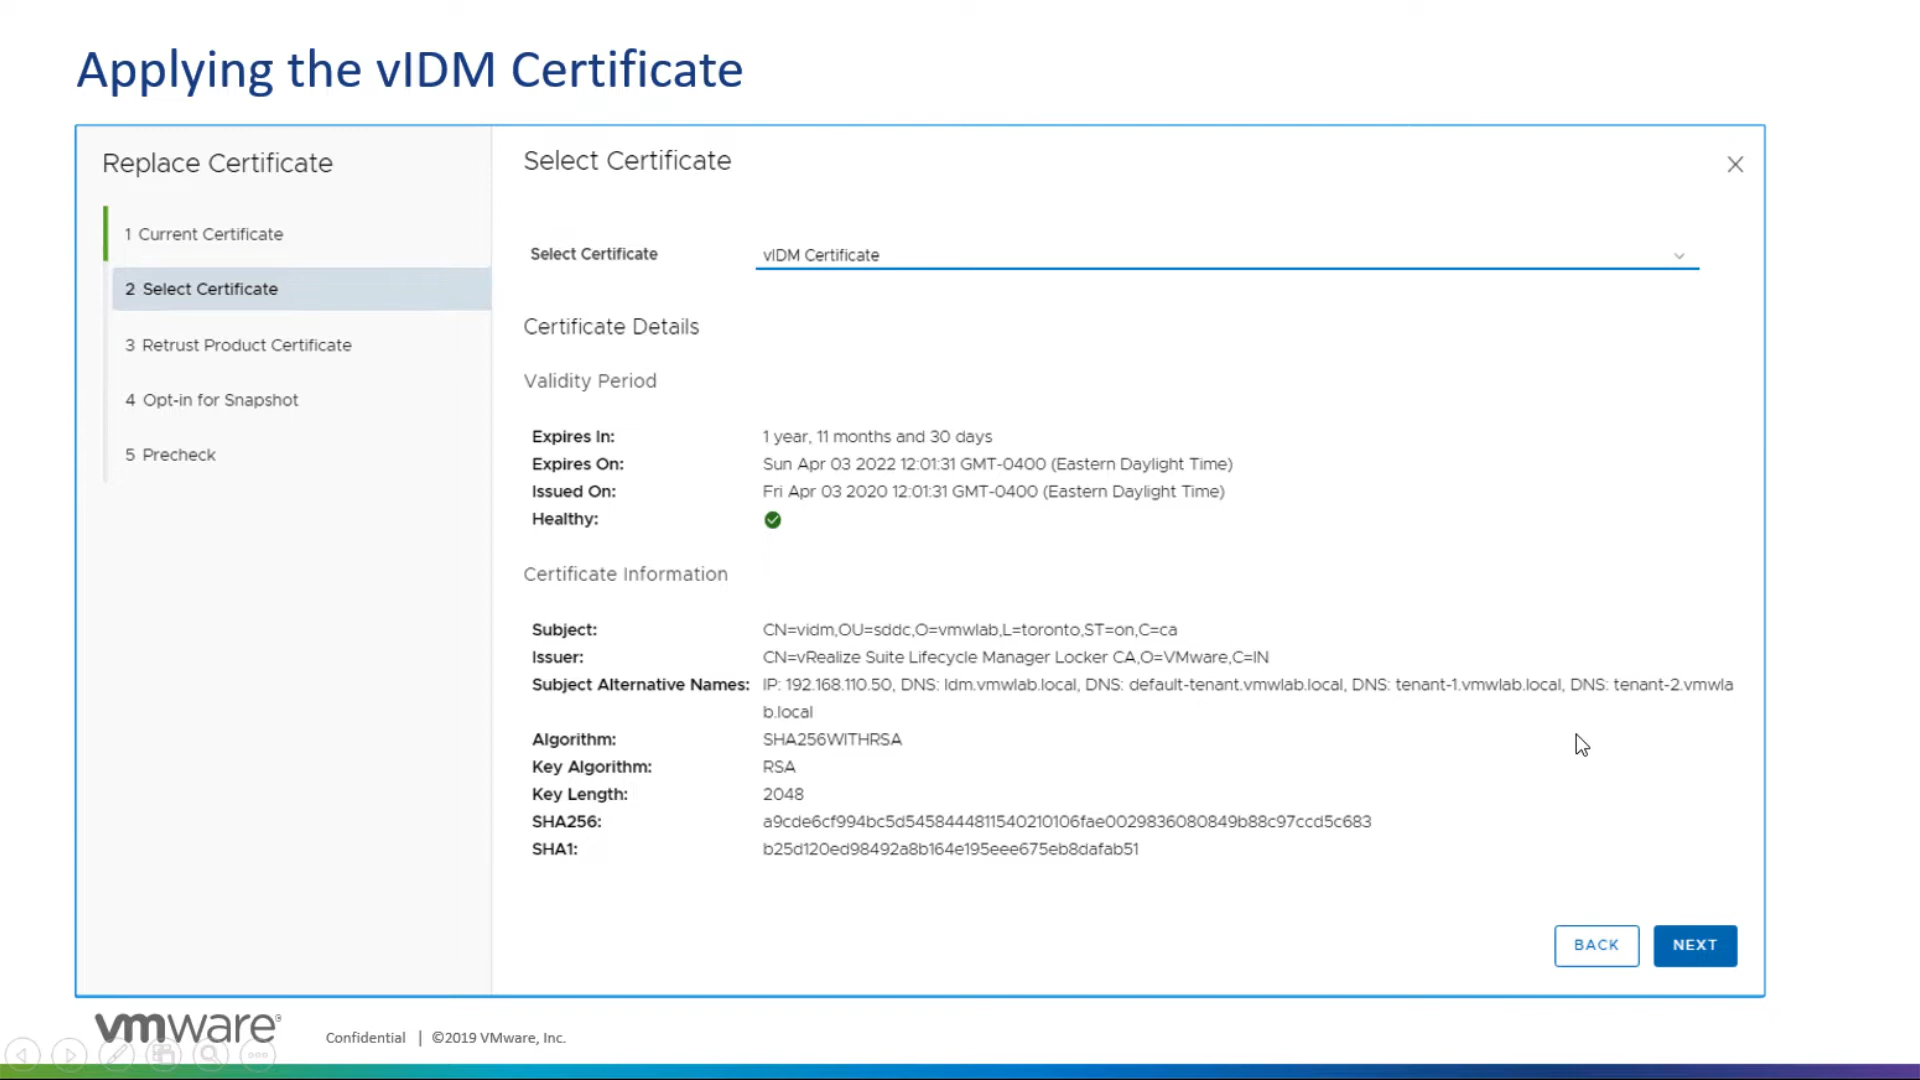 Applying the vIDM Certificate
Replace Certificate
1 Current Certificate
2 Select Certificate
3 Retrust Product Certificate
4 Opt-in for Snapshot
5 Precheck
Select Certificate
Select Certificate vIDM Certificate
Certificate Details
Validity Period
Expires In: 1 year, 11 months and 30 days
Expires On: Sun Apr 03 2022 12:01:31 GMT-0400 (Eastern Daylight Time)
Issued On: Fri Apr 03 2020 12:01:31 GMT-0400 (Eastern Daylight Time)
Healthy:
Certificate Information
Subject: CN=vidm,OU=sddc,O=vmwlab,L=toronto,ST=on,C=ca
Issuer: CN=vRealize Suite Lifecycle Manager Locker CA,O=VMware,C=IN
Subject Alternative Names: IP: 192.168.110.50, DNS: ldm.vmwlab.local, DNS: default-tenant.vmwlab.local, DNS: tenant-1.vmwlab.local, DNS: tenant-2.vmwla
b.local
Algorithm: SHA256WITHRSA
Key Algorithm: RSA
Key Length: 2048
SHA256: a9cde6cf994bc5d5458444811540210106fae0029836080849b88c97ccd5c683
SHA1: b25d120ed98492a8b164e195eee675eb8dafab51
BACK NEXT
vmware Confidential | ©2019 VMware, Inc.